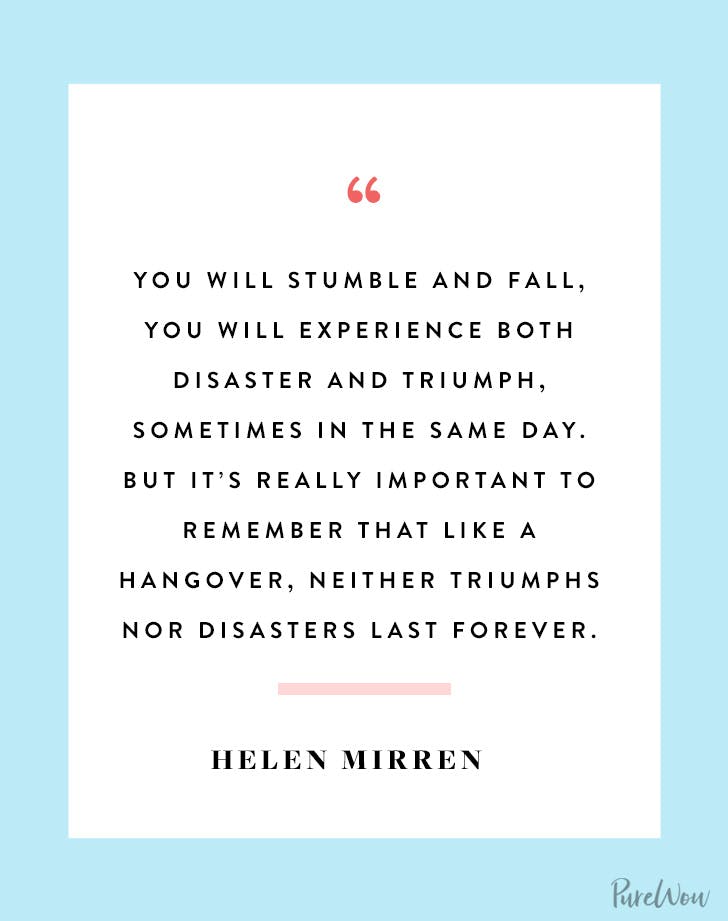 “
YOU WILL STUMBLE AND FALL,
YOU WILL EXPERIENCE BOTH
DISASTER AND TRIUMPH,
SOMETIMES IN THE SAME DAY.
BUT IT’S REALLY IMPORTANT TO
REMEMBER THAT LIKE A
HANGOVER, NEITHER TRIUMPHS
NOR DISASTERS LAST FOREVER.
HELEN MIRREN
PureWow